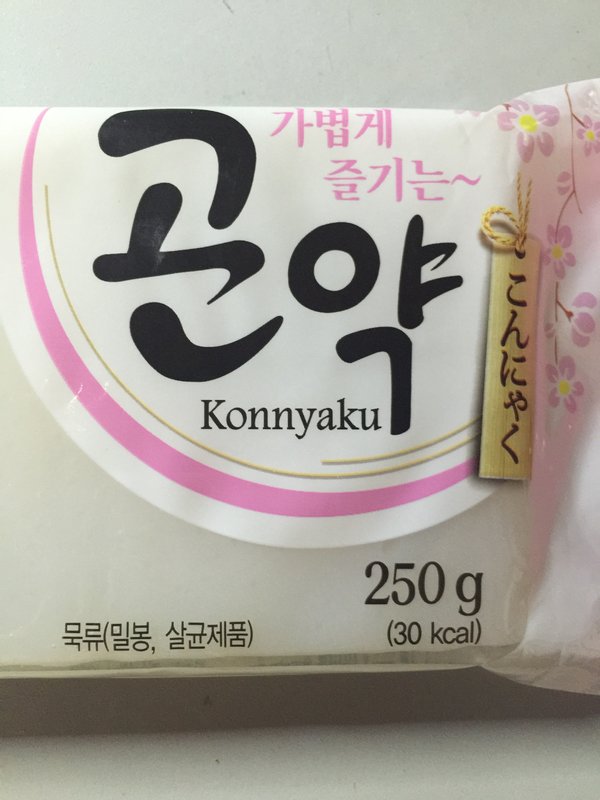 가볍게
즐기는~
곤약
Konnyaku
こんにゃく
250 g
(30 kcal)
묵류(밀봉, 살균제품)